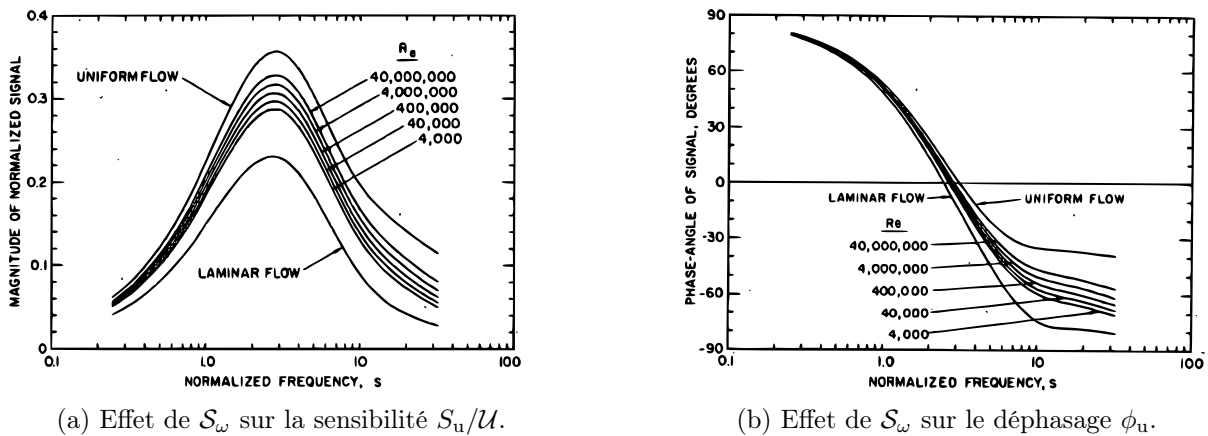 MAGNITUDE OF NORMALIZED SIGNAL
0.4
0.3
0.2
0.1
0
UNIFORM FLOW
Re
40,000,000
4,000,000
400,000
40,000
4,000
LAMINAR FLOW
0.1
1.0
10
100
NORMALIZED FREQUENCY, s
(a) Effet de 𝒮ω sur la sensibilité Su/𝒰.
PHASE-ANGLE OF SIGNAL, DEGREES
90
60
30
0
-30
-60
-90
LAMINAR FLOW
UNIFORM FLOW
Re
40,000,000
4,000,000
400,000
40,000
4,000
0.1
1.0
10
100
NORMALIZED FREQUENCY, s
(b) Effet de 𝒮ω sur le déphasage ϕu.